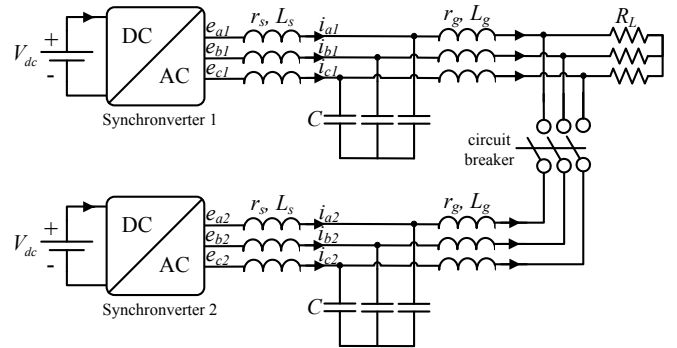 V_dc
+
-
DC
AC
Synchronverter 1
e_a1
e_b1
e_c1
r_s, L_s
i_a1
i_b1
i_c1
C
r_g, L_g
R_L
circuit
breaker
V_dc
+
-
DC
AC
Synchronverter 2
e_a2
e_b2
e_c2
r_s, L_s
i_a2
i_b2
i_c2
C
r_g, L_g